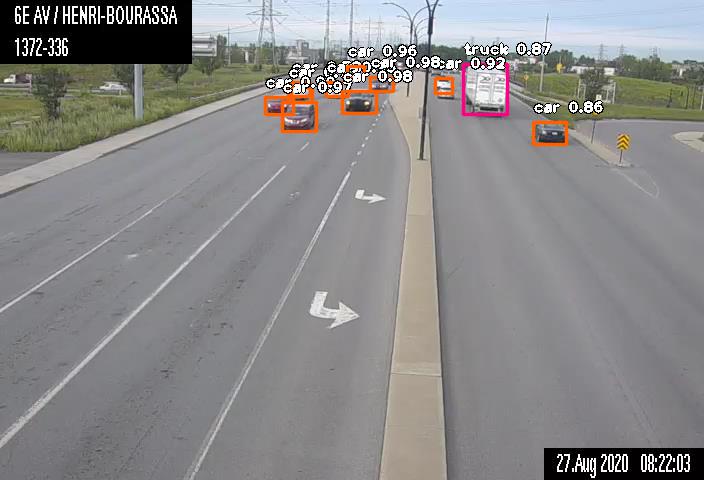 6E AV / HENRI-BOURASSA
1372-336
car 0.96
truck 0.87
car 0.98
car 0.92
car 0.98
car 0.97
car 0.86
27.Aug 2020 08:22:03